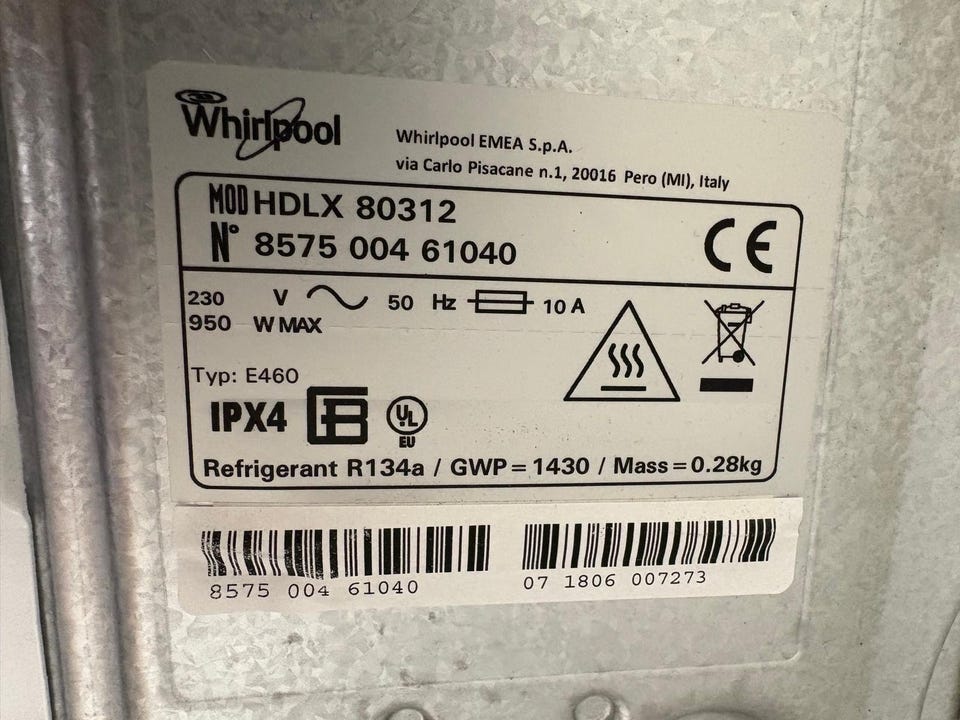 Whirlpool
Whirlpool EMEA S.p.A.
via Carlo Pisacane n.1, 20016 Pero (MI), Italy
MOD HDLX 80312
N° 8575 004 61040
CE
230 V 50 Hz 10 A
950 W MAX
Typ: E460
IPX4
UL
EU
Refrigerant R134a / GWP=1430 / Mass=0.28kg
8575 004 61040
07 1806 007273